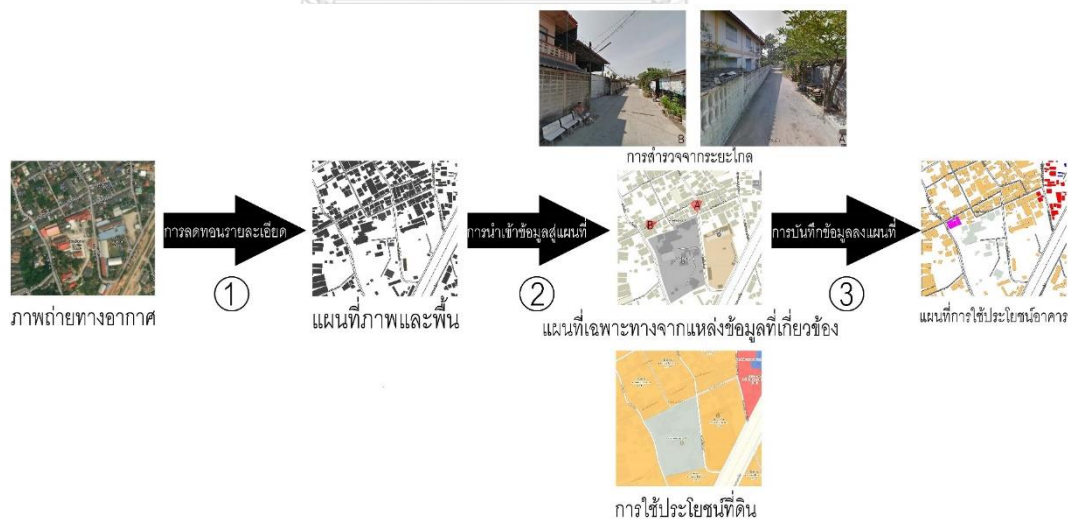 B
A
การสำรวจจากระยะไกล
การลดทอนรายละเอียด
การนำเข้าข้อมูลสู่แผนที่
การบันทึกข้อมูลลงแผนที่
A
B
1
2
3
ภาพถ่ายทางอากาศ
แผนที่ภาพและพื้น
แผนที่เฉพาะทางจากแหล่งข้อมูลที่เกี่ยวข้อง
แผนที่การใช้ประโยชน์อาคาร
การใช้ประโยชน์ที่ดิน